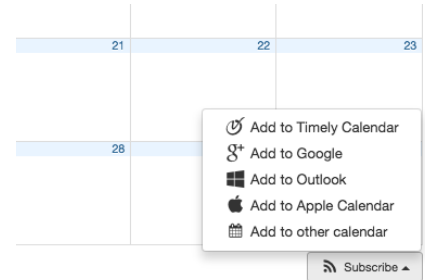 21 22 23
Add to Timely Calendar
Add to Google
Add to Outlook
28
Add to Apple Calendar
Add to other calendar
Subscribe